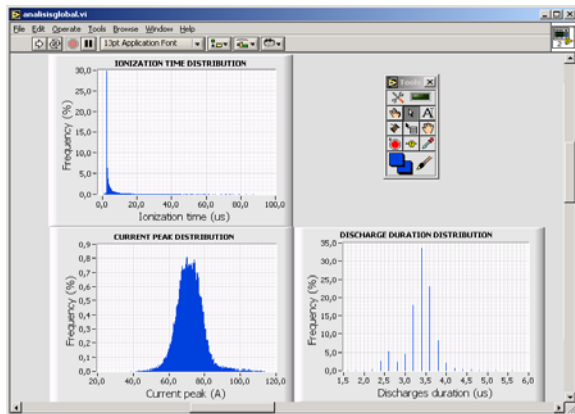 analisisglobal.vi
File Edit Operate Tools Browse Window Help
13pt Application Font
2
IONIZATION TIME DISTRIBUTION
Frequency (%)
30,0
25,0
20,0
15,0
10,0
5,0
0,0
0,0 20,0 40,0 60,0 80,0 100,0
Ionization time (us)
Tools
CURRENT PEAK DISTRIBUTION
Frequency (%)
0,9
0,8
0,7
0,6
0,5
0,4
0,3
0,2
0,1
0,0
20,0 40,0 60,0 80,0 100,0 120,0
Current peak (A)
DISCHARGE DURATION DISTRIBUTION
Frequency (%)
35,0
30,0
25,0
20,0
15,0
10,0
5,0
0,0
1,5 2,0 2,5 3,0 3,5 4,0 4,5 5,0 5,5 6,0
Discharges duration (us)